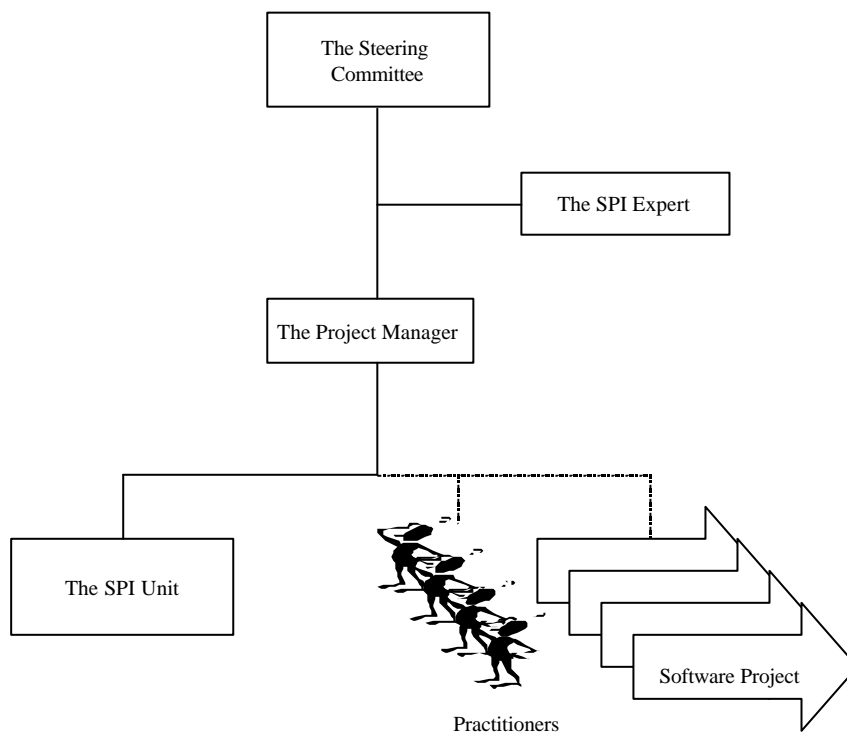 The Steering
Committee
The SPI Expert
The Project Manager
The SPI Unit
Software Project
Practitioners